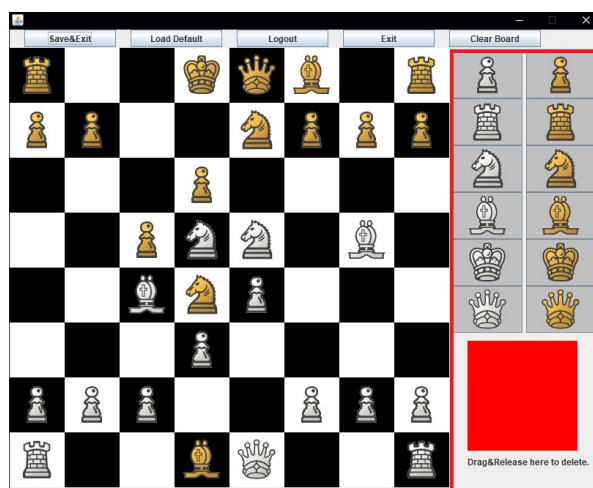 Save&Exit
Load Default
Logout
Exit
Clear Board
Drag&Release here to delete.